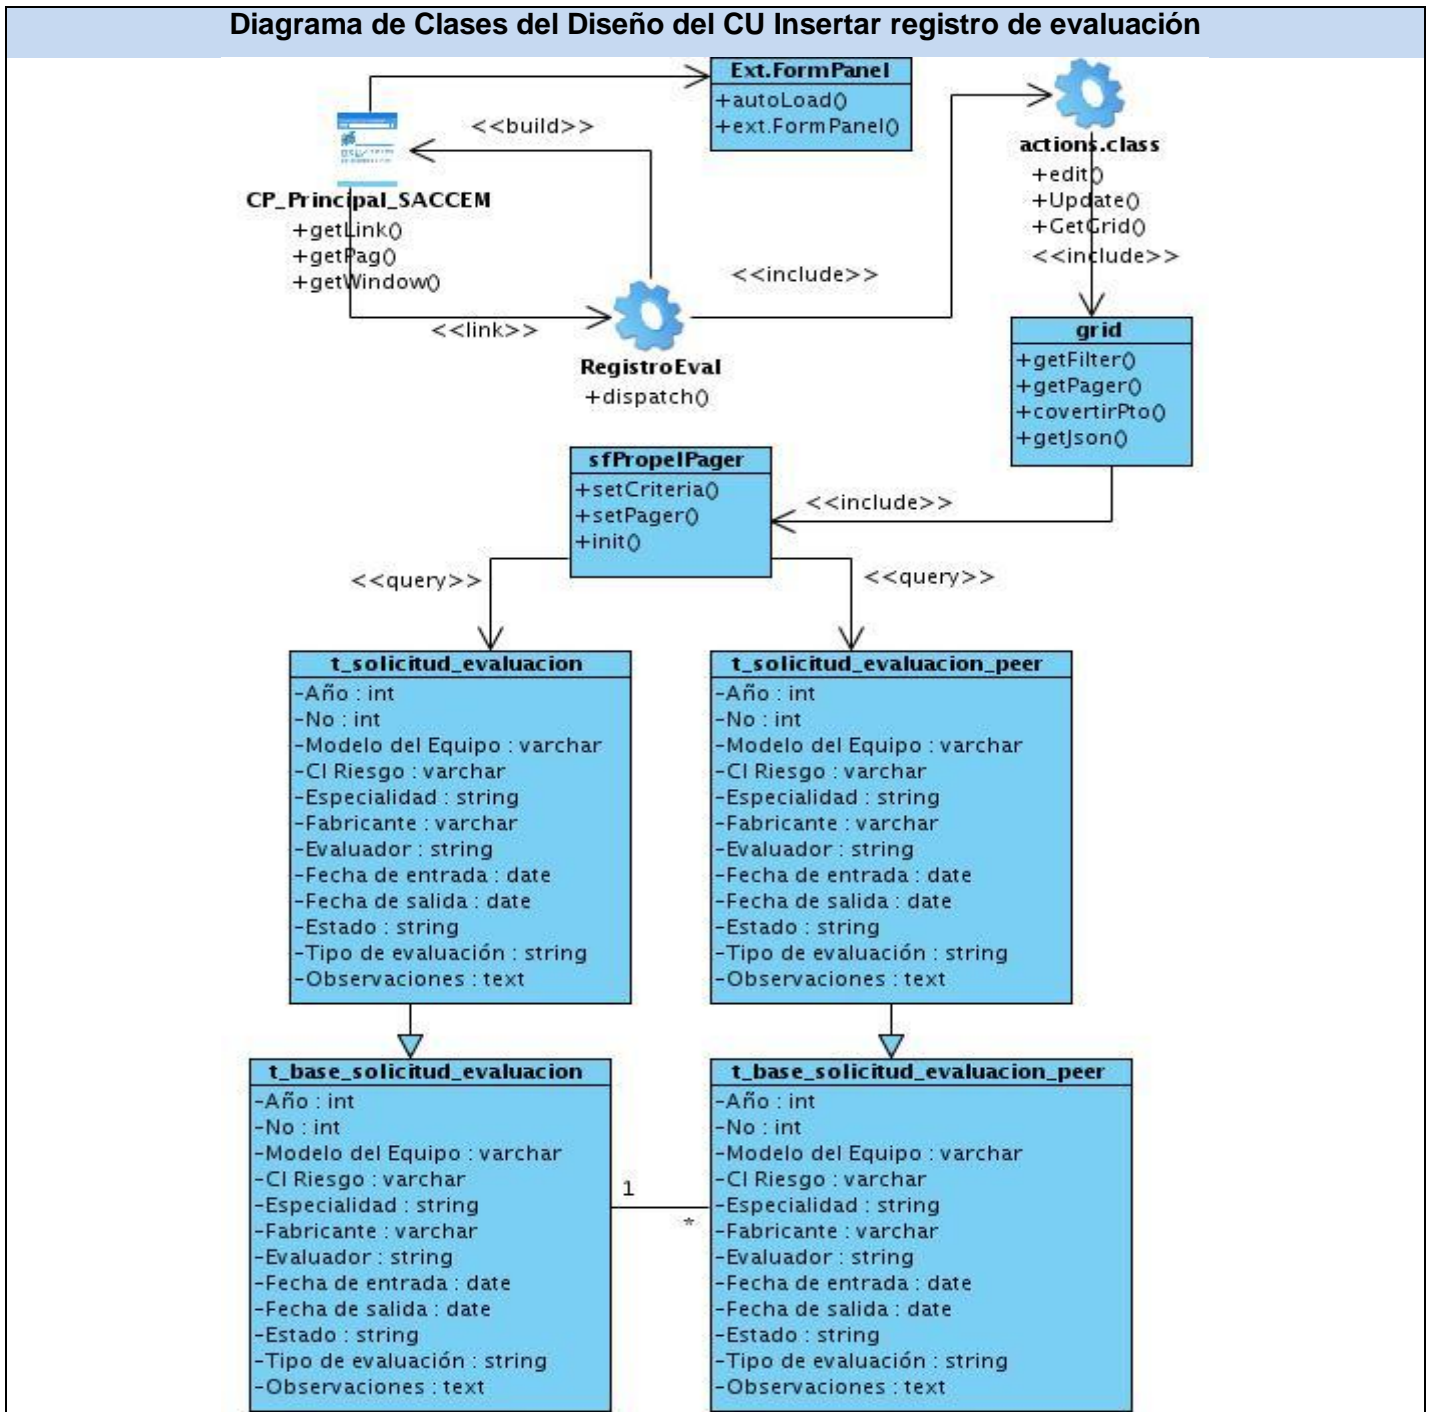 Diagrama de Clases del Diseño del CU Insertar registro de evaluación
Ext.FormPanel
+autoLoad()
+ext.FormPanel()
<<build>>
CP_Principal_SACCEM
+getLink()
+getPag()
+getWindow()
<<link>>
RegistroEval
+dispatch()
<<include>>
actions.class
+edit()
+Update()
+GetGrid()
<<include>>
grid
+getFilter()
+getPager()
+covertirPto()
+getJson()
<<include>>
sfPropelPager
+setCriteria()
+setPager()
+init()
<<query>>
<<query>>
t_solicitud_evaluacion
-Año : int
-No : int
-Modelo del Equipo : varchar
-Cl Riesgo : varchar
-Especialidad : string
-Fabricante : varchar
-Evaluador : string
-Fecha de entrada : date
-Fecha de salida : date
-Estado : string
-Tipo de evaluación : string
-Observaciones : text
t_solicitud_evaluacion_peer
-Año : int
-No : int
-Modelo del Equipo : varchar
-Cl Riesgo : varchar
-Especialidad : string
-Fabricante : varchar
-Evaluador : string
-Fecha de entrada : date
-Fecha de salida : date
-Estado : string
-Tipo de evaluación : string
-Observaciones : text
t_base_solicitud_evaluacion
-Año : int
-No : int
-Modelo del Equipo : varchar
-Cl Riesgo : varchar
-Especialidad : string
-Fabricante : varchar
-Evaluador : string
-Fecha de entrada : date
-Fecha de salida : date
-Estado : string
-Tipo de evaluación : string
-Observaciones : text
1
*
t_base_solicitud_evaluacion_peer
-Año : int
-No : int
-Modelo del Equipo : varchar
-Cl Riesgo : varchar
-Especialidad : string
-Fabricante : varchar
-Evaluador : string
-Fecha de entrada : date
-Fecha de salida : date
-Estado : string
-Tipo de evaluación : string
-Observaciones : text